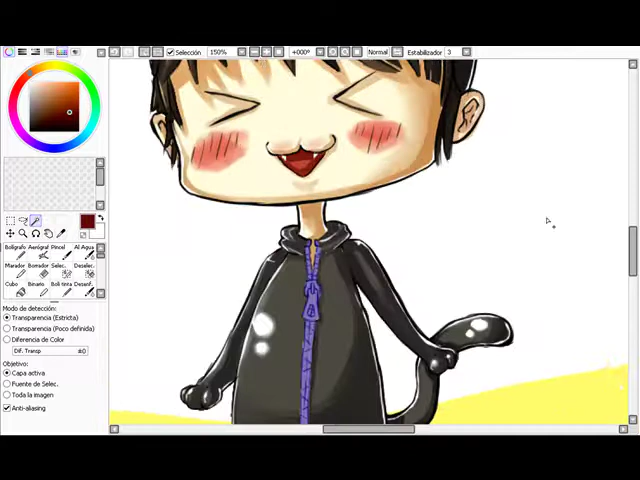 Selección 150% +000° Normal Estabilizador 3
Bolígrafo Aerógraf Pincel Al Agua
Marador Borrador Selec. Deselec.
Cubo Binario Boli tinta Desenf.
Modo de detección:
Transparencia (Estricta)
Transparencia (Poco definida)
Diferencia de Color
Dif. Transp ±0
Objetivo:
Capa activa
Fuente de Selec.
Toda la imagen
Anti-aliasing